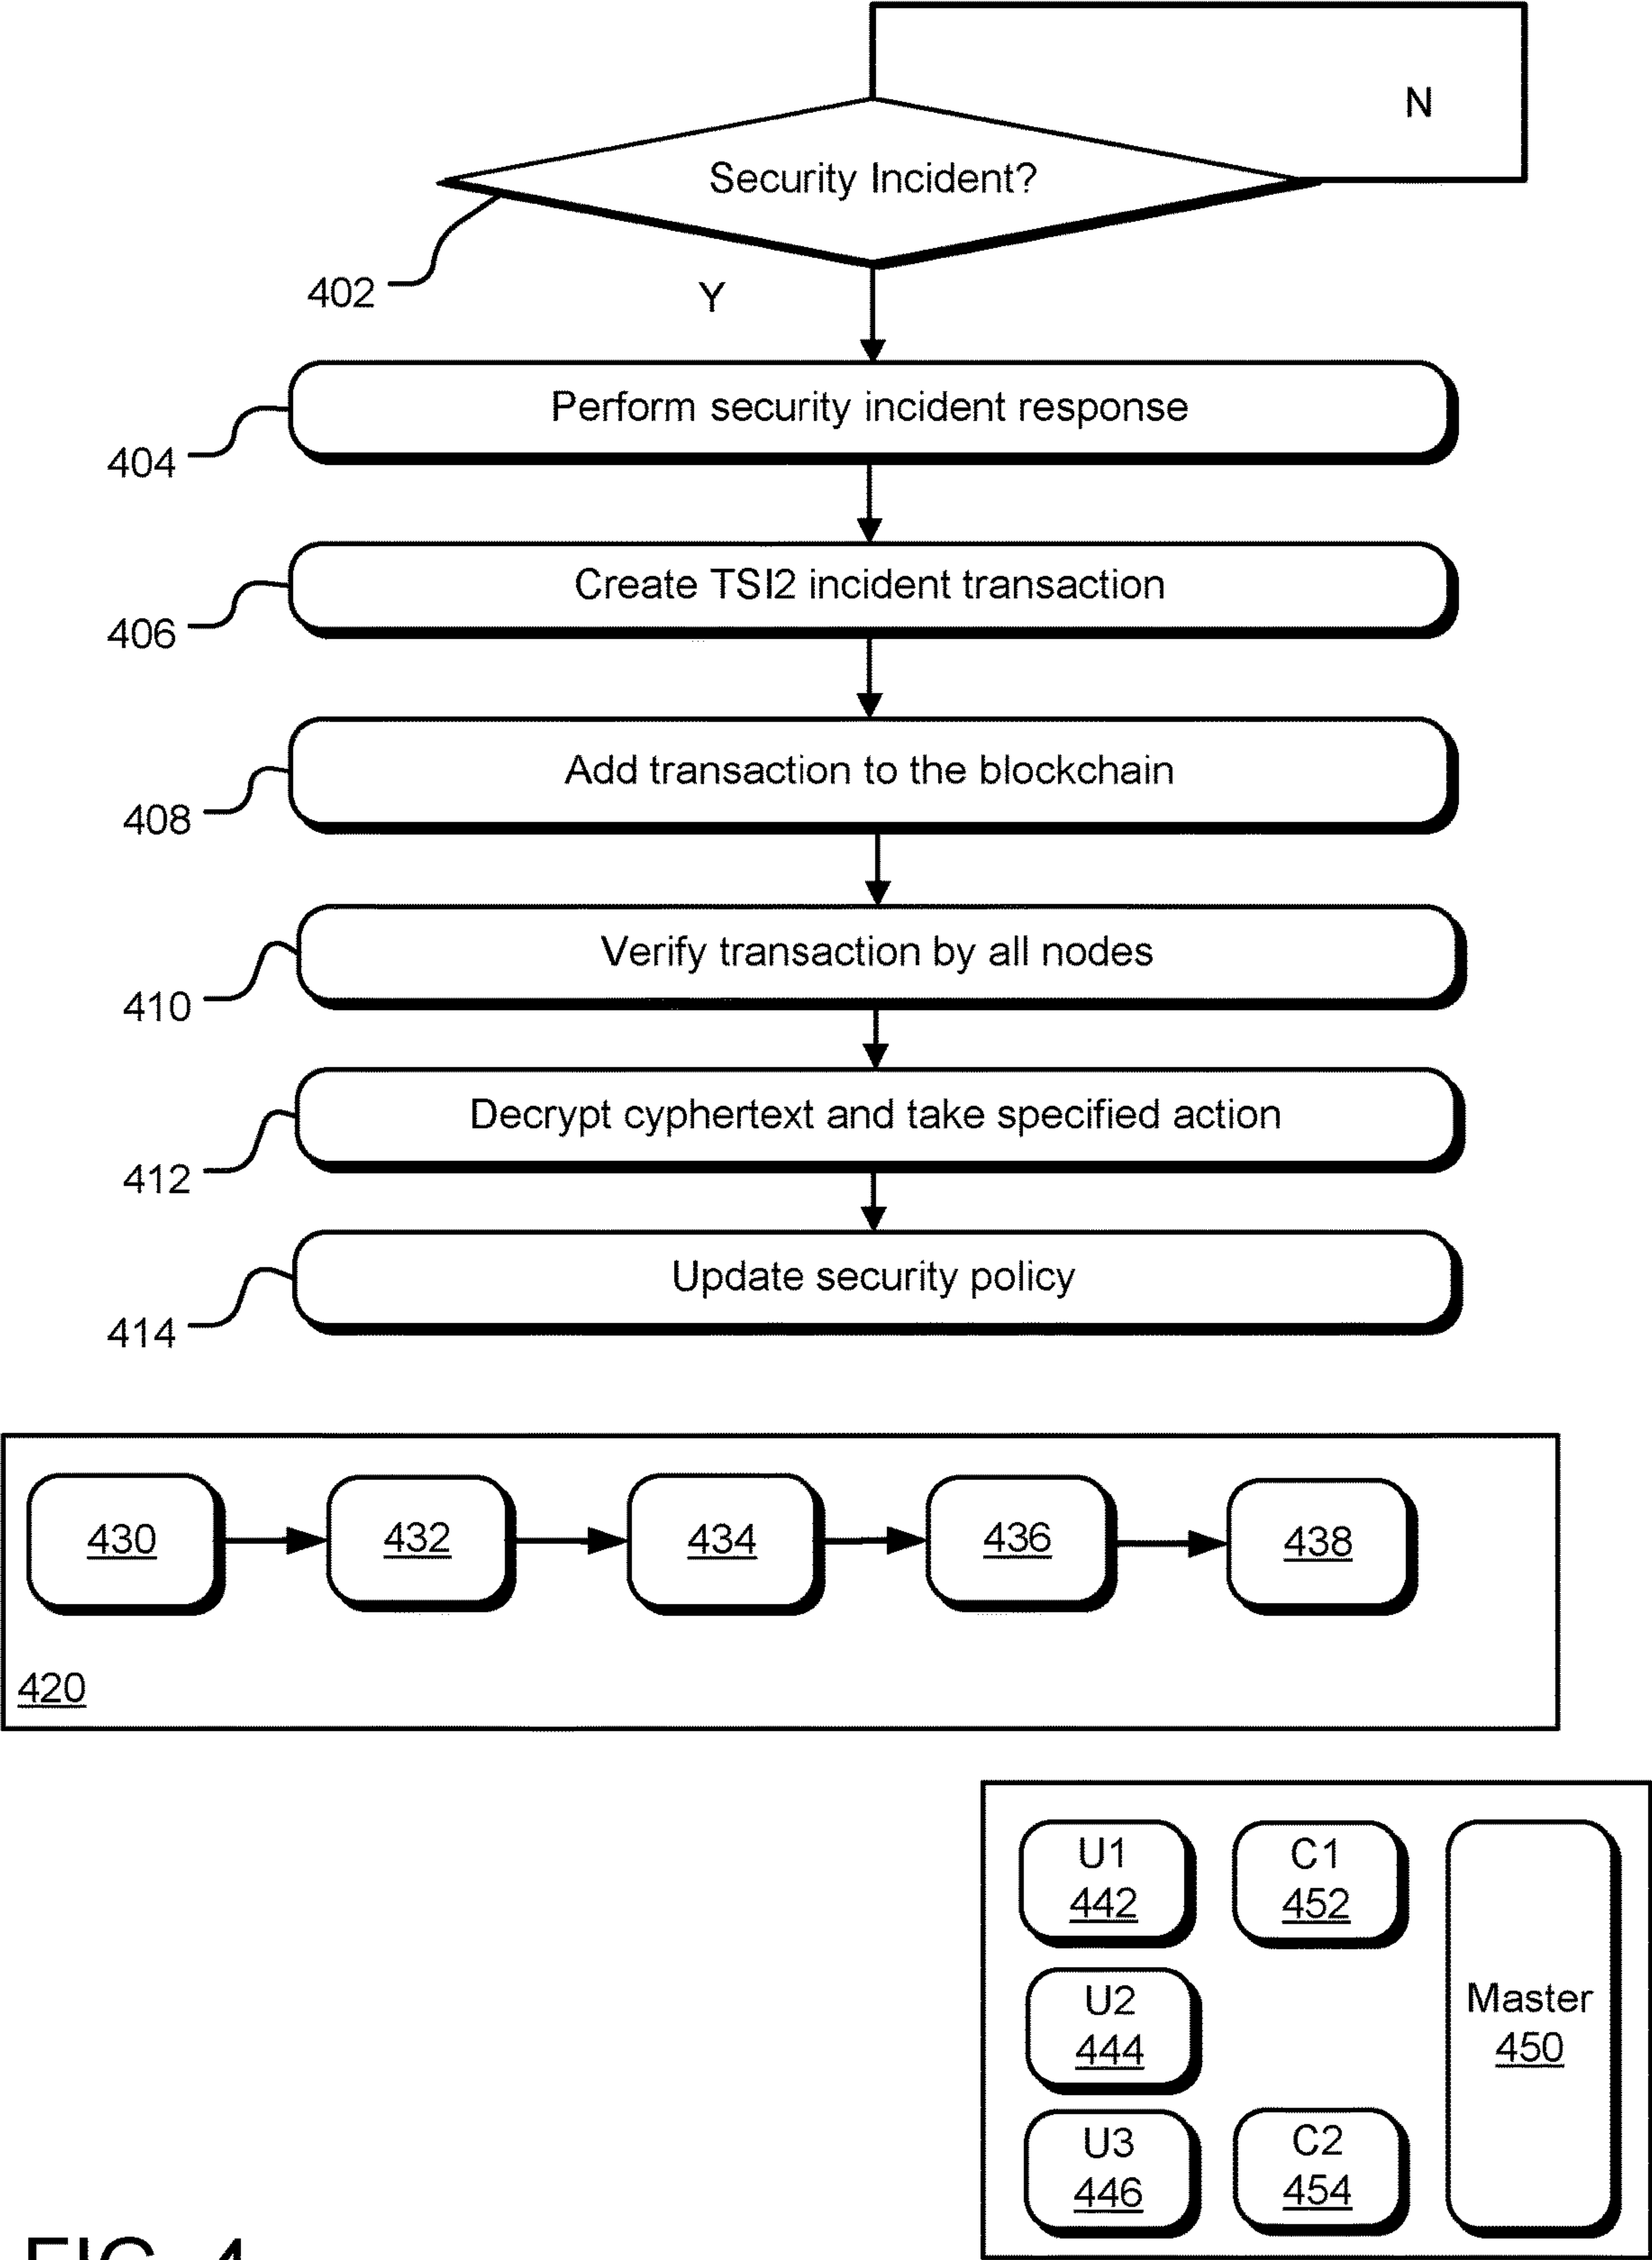 N
Security Incident?
402
Y
Perform security incident response
404
Create TSI2 incident transaction
406
Add transaction to the blockchain
408
Verify transaction by all nodes
410
Decrypt cyphertext and take specified action
412
Update security policy
414
430 432 434 436 438
420
U1 C1
442 452
U2
444
Master
450
U3 C2
446 454
FIG. 4